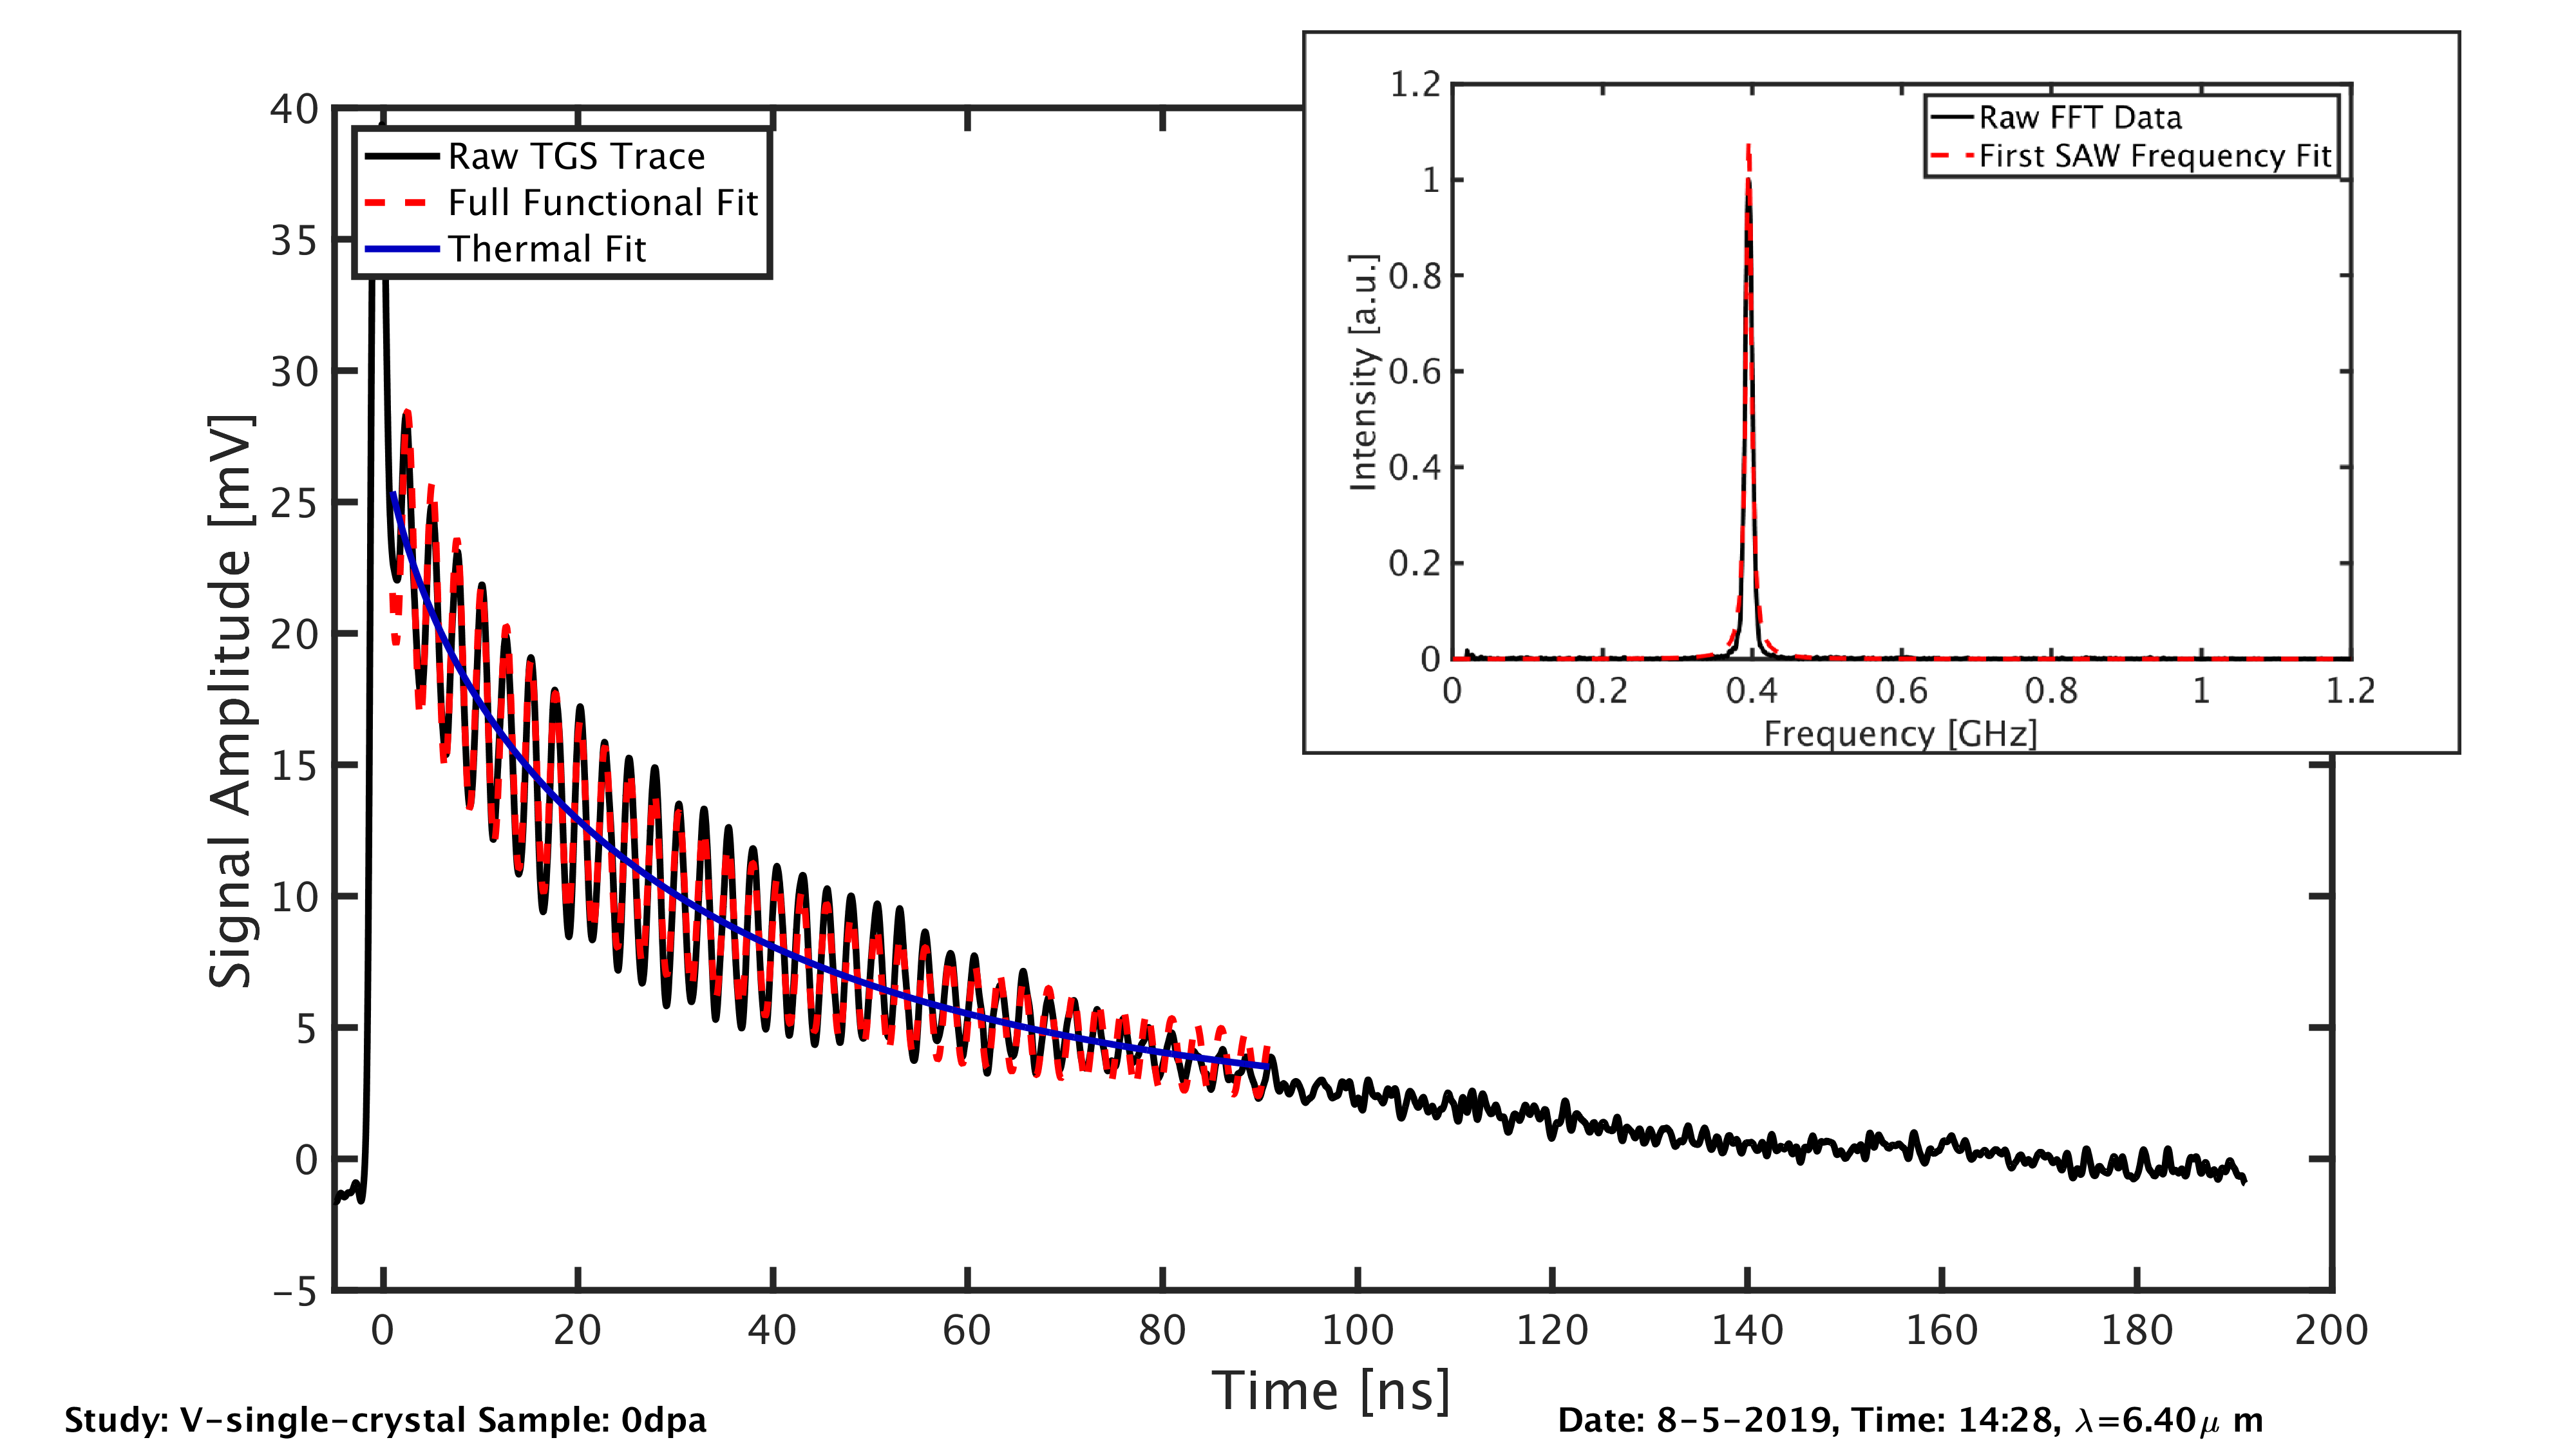 1.2
1
0.8
0.6
0.4
0.2
0
Intensity [a.u.]
Raw FFT Data
First SAW Frequency Fit
0 0.2 0.4 0.6 0.8 1 1.2
Frequency [GHz]
40
35
30
25
20
15
10
5
0
−5
Signal Amplitude [mV]
Raw TGS Trace
Full Functional Fit
Thermal Fit
0 20 40 60 80 100 120 140 160 180 200
Time [ns]
Study: V−single−crystal Sample: 0dpa
Date: 8−5−2019, Time: 14:28, λ=6.40μ m